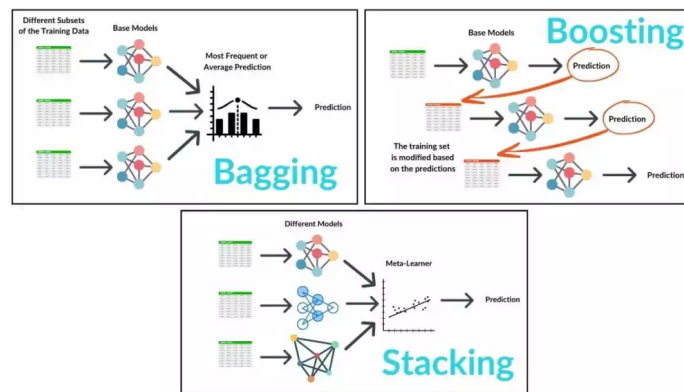 Different Subsets
of the Training Data
Base Models
Most Frequent or
Average Prediction
Prediction
Bagging
Boosting
Base Models
Prediction
Prediction
The training set
is modified based
on the predictions
Prediction
Different Models
Meta-Learner
Prediction
Stacking